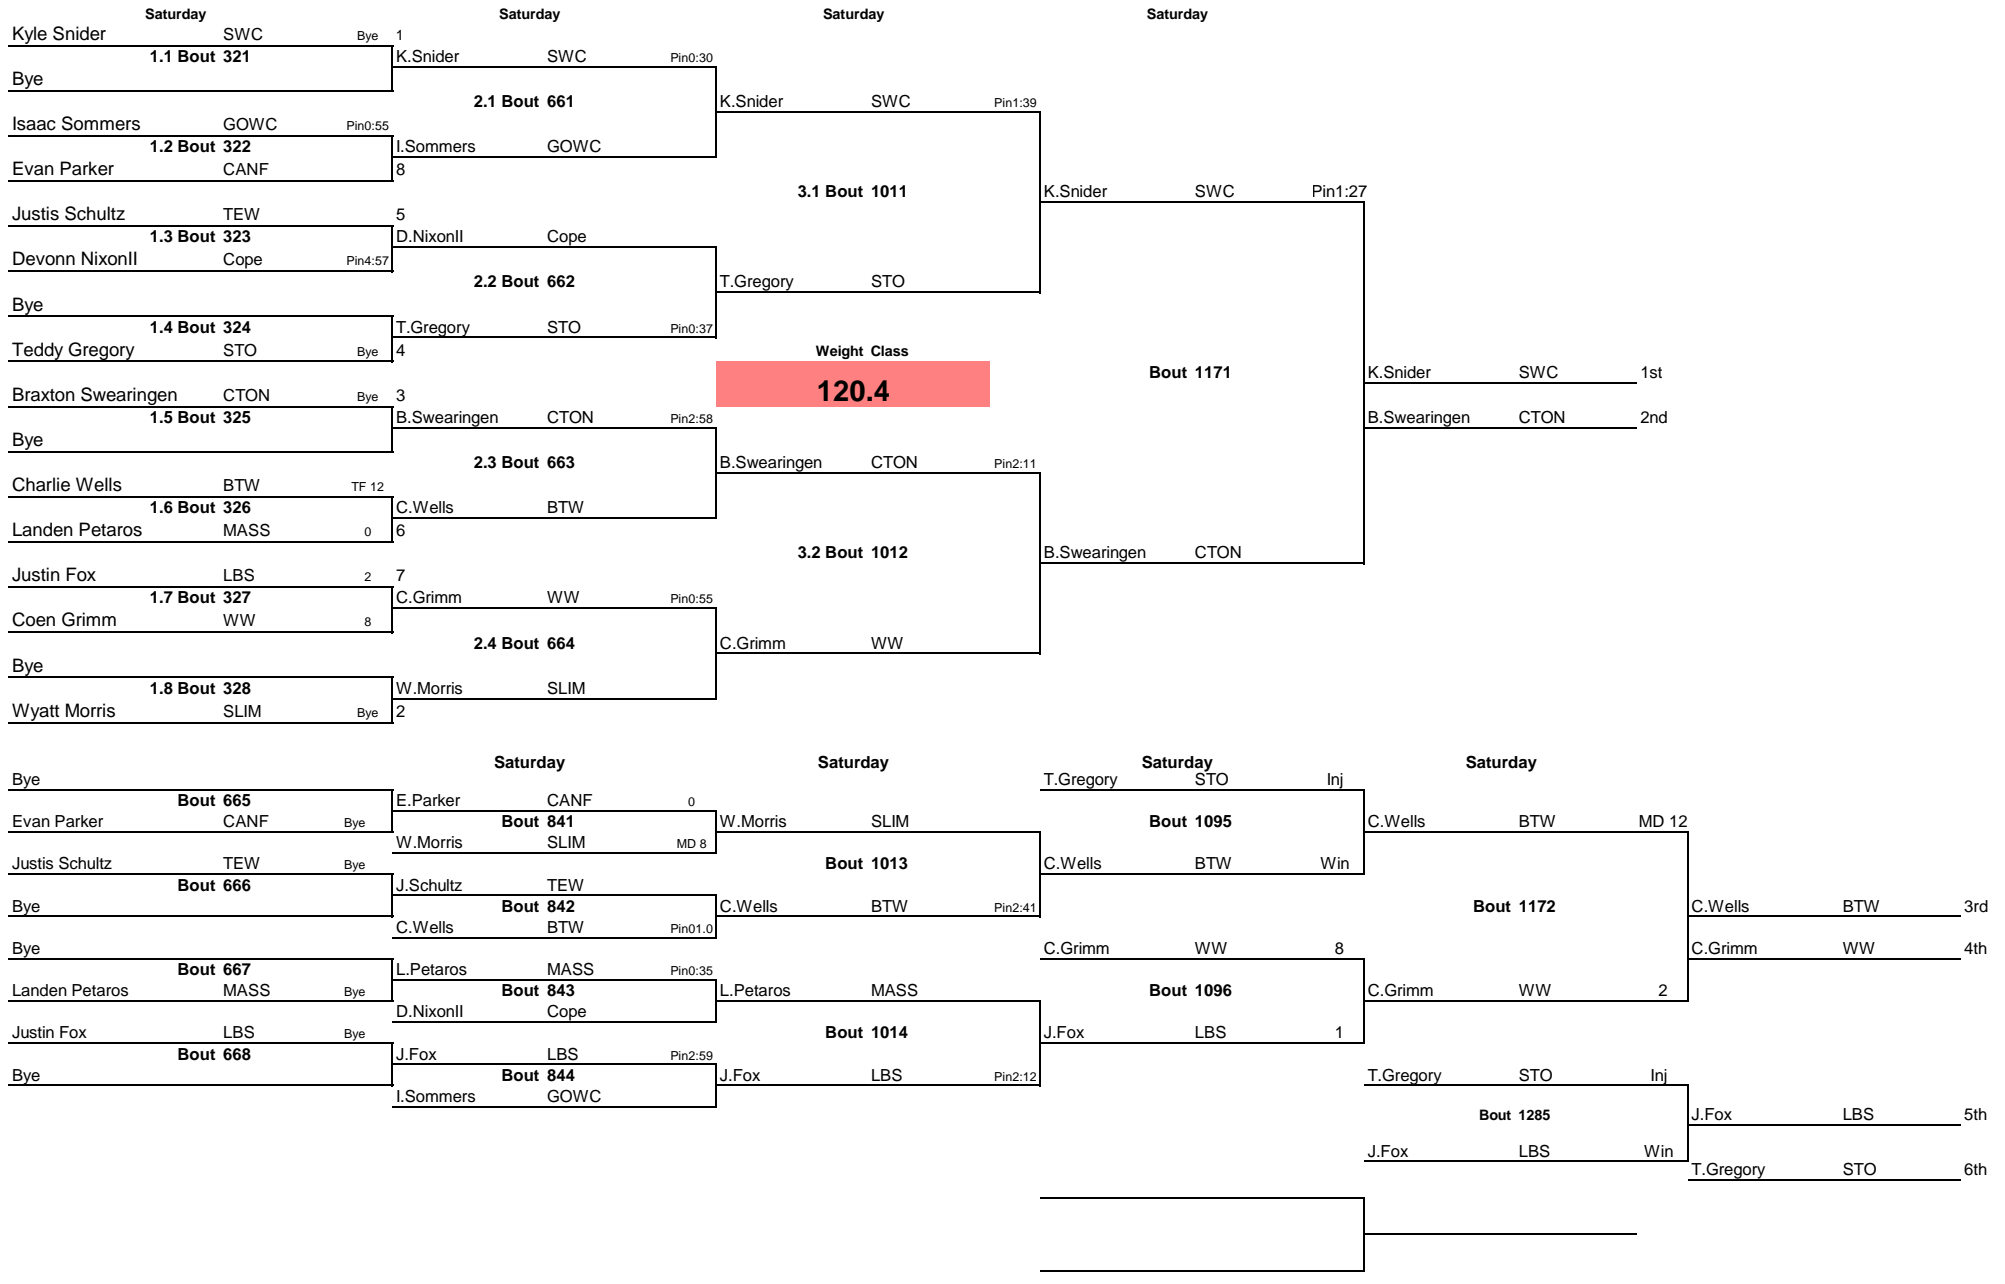 Saturday Saturday Saturday Saturday
Kyle Snider SWC Bye 1
1.1 Bout 321 K.Snider SWC Pin0:30
Bye
2.1 Bout 661 K.Snider SWC Pin1:39
Isaac Sommers GOWC Pin0:55
1.2 Bout 322 I.Sommers GOWC
Evan Parker CANF 8
3.1 Bout 1011 K.Snider SWC Pin1:27
Justis Schultz TEW 5
1.3 Bout 323 D.NixonII Cope
Devonn NixonII Cope Pin4:57
2.2 Bout 662 T.Gregory STO
Bye
1.4 Bout 324 T.Gregory STO Pin0:37
Teddy Gregory STO Bye 4 Weight Class
Bout 1171 K.Snider SWC 1st
Braxton Swearingen CTON Bye 3 120.4
1.5 Bout 325 B.Swearingen CTON Pin2:58 B.Swearingen CTON 2nd
Bye
2.3 Bout 663 B.Swearingen CTON Pin2:11
Charlie Wells BTW TF 12
1.6 Bout 326 C.Wells BTW
Landen Petaros MASS 0 6
3.2 Bout 1012 B.Swearingen CTON
Justin Fox LBS 2 7
1.7 Bout 327 C.Grimm WW Pin0:55
Coen Grimm WW 8
2.4 Bout 664 C.Grimm WW
Bye
1.8 Bout 328 W.Morris SLIM
Wyatt Morris SLIM Bye 2
Saturday Saturday Saturday Saturday
Bye T.Gregory STO Inj
Bout 665 E.Parker CANF 0
Evan Parker CANF Bye Bout 841 W.Morris SLIM Bout 1095 C.Wells BTW MD 12
W.Morris SLIM MD 8
Justis Schultz TEW Bye Bout 1013 C.Wells BTW Win
Bout 666 J.Schultz TEW
Bye Bout 842 C.Wells BTW Pin2:41 Bout 1172 C.Wells BTW 3rd
C.Wells BTW Pin01.0
Bye C.Grimm WW 8 C.Grimm WW 4th
Bout 667 L.Petaros MASS Pin0:35
Landen Petaros MASS Bye Bout 843 L.Petaros MASS Bout 1096 C.Grimm WW 2
D.NixonII Cope
Justin Fox LBS Bye Bout 1014 J.Fox LBS 1
Bout 668 J.Fox LBS Pin2:59
Bye Bout 844 J.Fox LBS Pin2:12 T.Gregory STO Inj
I.Sommers GOWC
Bout 1285 J.Fox LBS 5th
J.Fox LBS Win
T.Gregory STO 6th